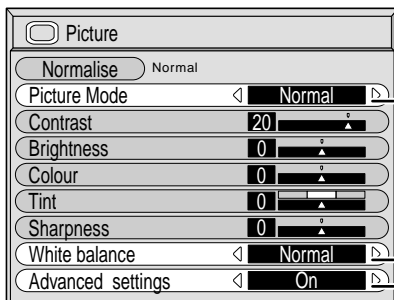 Picture
Normalise Normal
Picture Mode Normal
Contrast 20
Brightness 0
Colour 0
Tint 0
Sharpness 0
White balance Normal
Advanced settings On